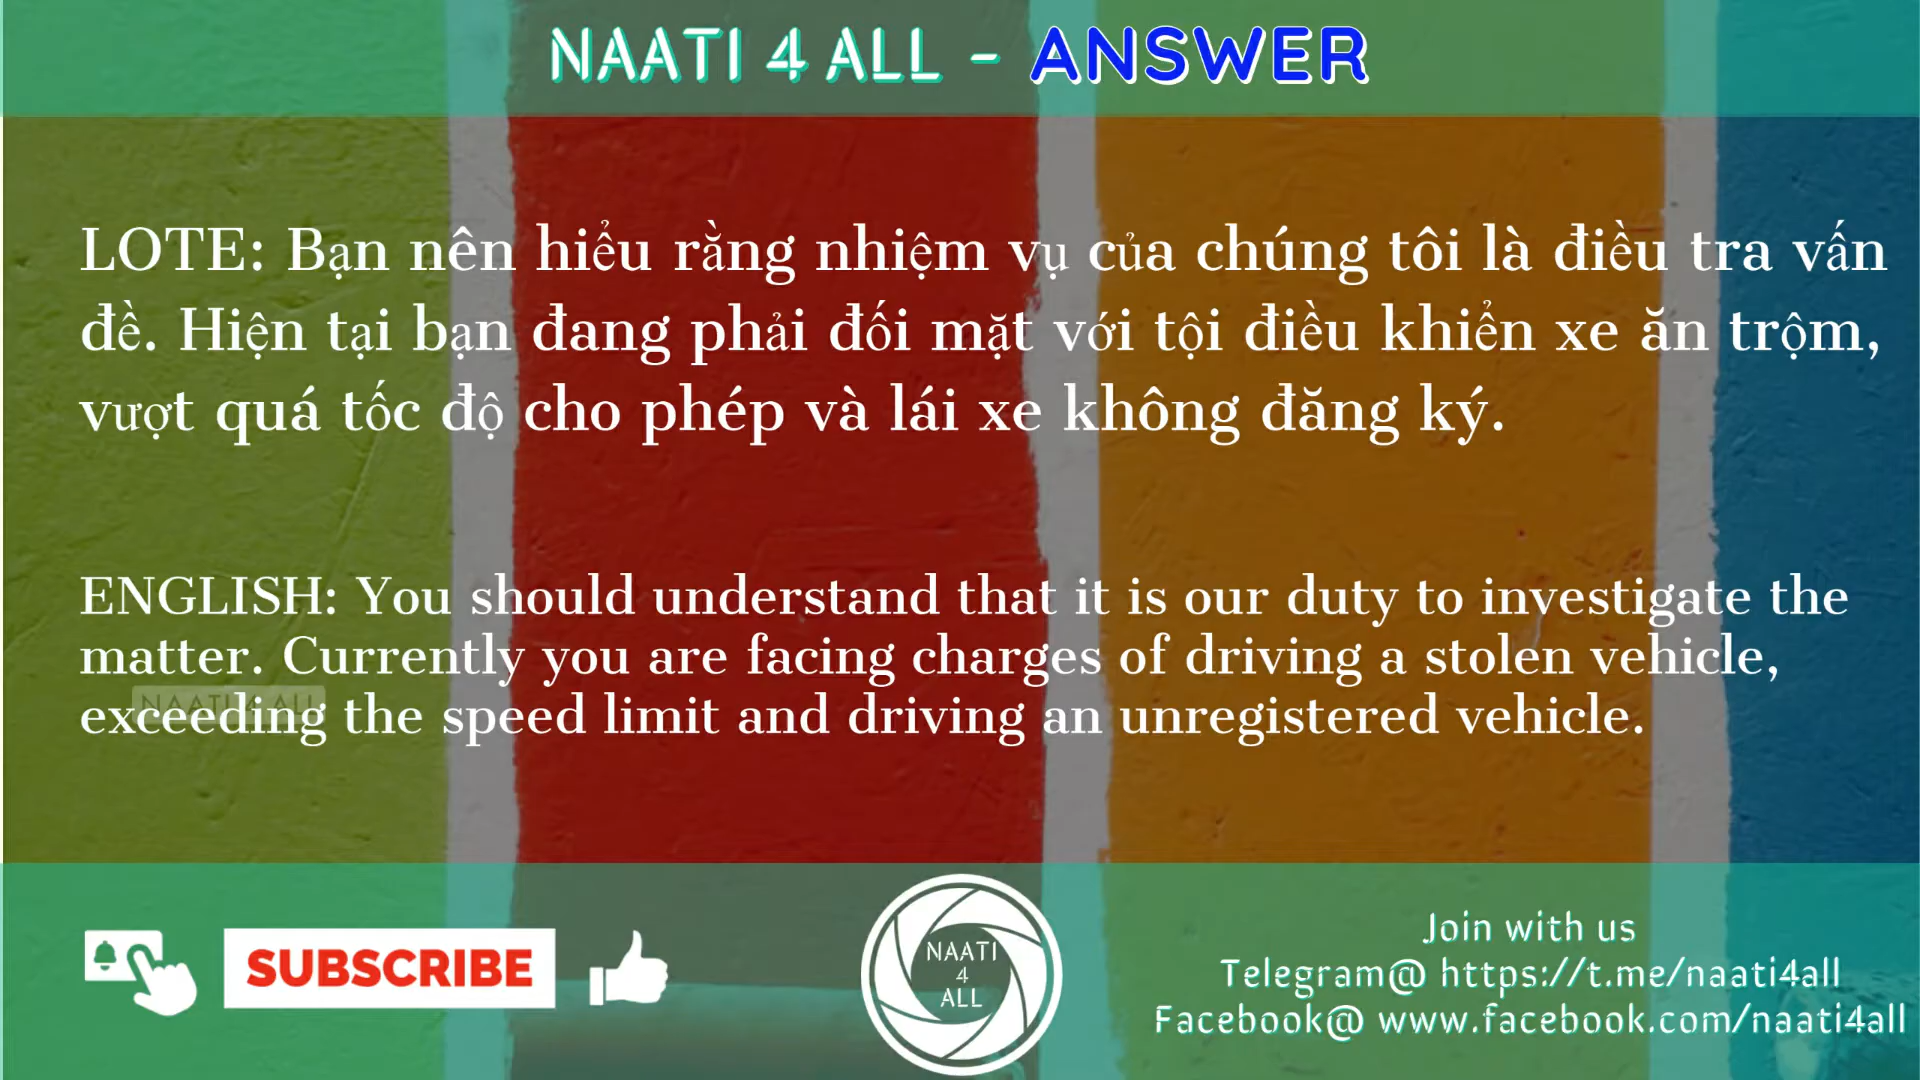 NAATI 4 ALL - ANSWER
LOTE: Bạn nên hiểu rằng nhiệm vụ của chúng tôi là điều tra vấn
đề. Hiện tại bạn đang phải đối mặt với tội điều khiển xe ăn trộm,
vượt quá tốc độ cho phép và lái xe không đăng ký.
ENGLISH: You should understand that it is our duty to investigate the
matter. Currently you are facing charges of driving a stolen vehicle,
NAATI 4 ALL
exceeding the speed limit and driving an unregistered vehicle.
SUBSCRIBE
NAATI
4
ALL
Join with us
Telegram@ https://t.me/naati4all
Facebook@ www.facebook.com/naati4all